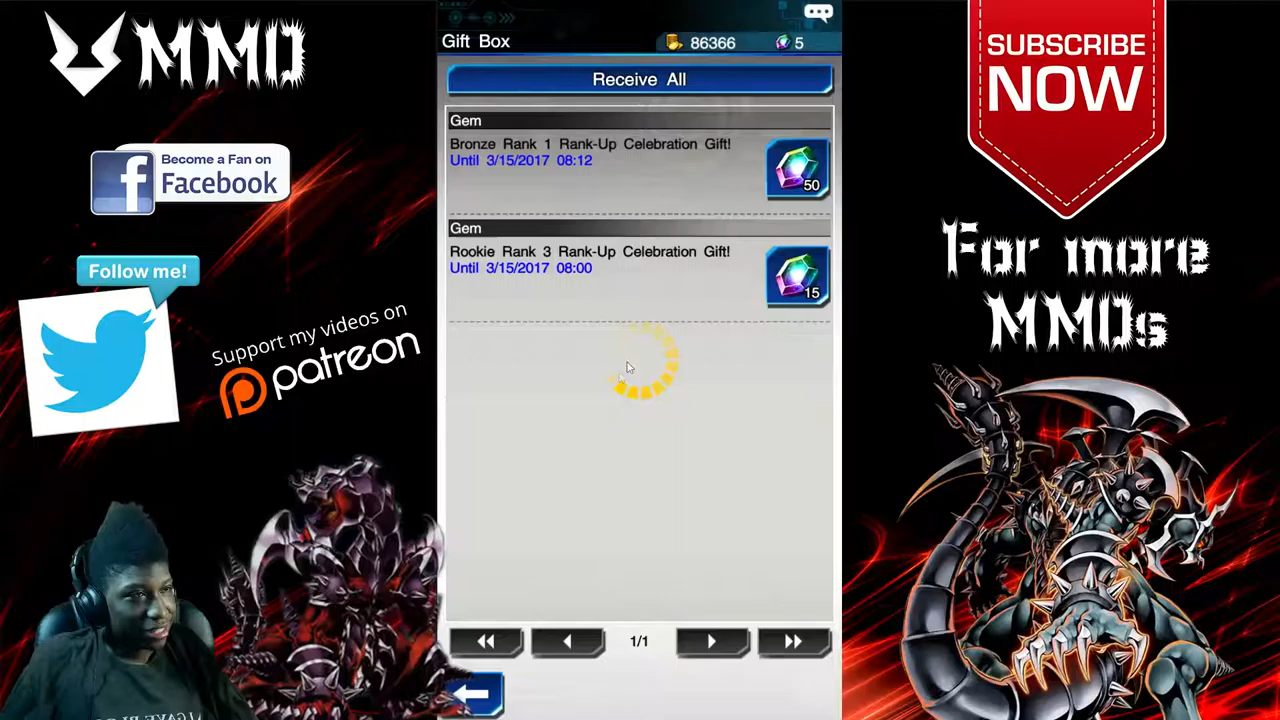 MMO
Become a Fan on
Facebook
Follow me!
Support my videos on
patreon
Gift Box
86366
5
Receive All
Gem
Bronze Rank 1 Rank-Up Celebration Gift!
Until 3/15/2017 08:12
50
Gem
Rookie Rank 3 Rank-Up Celebration Gift!
Until 3/15/2017 08:00
15
1/1
SUBSCRIBE
NOW
For more
MMOs